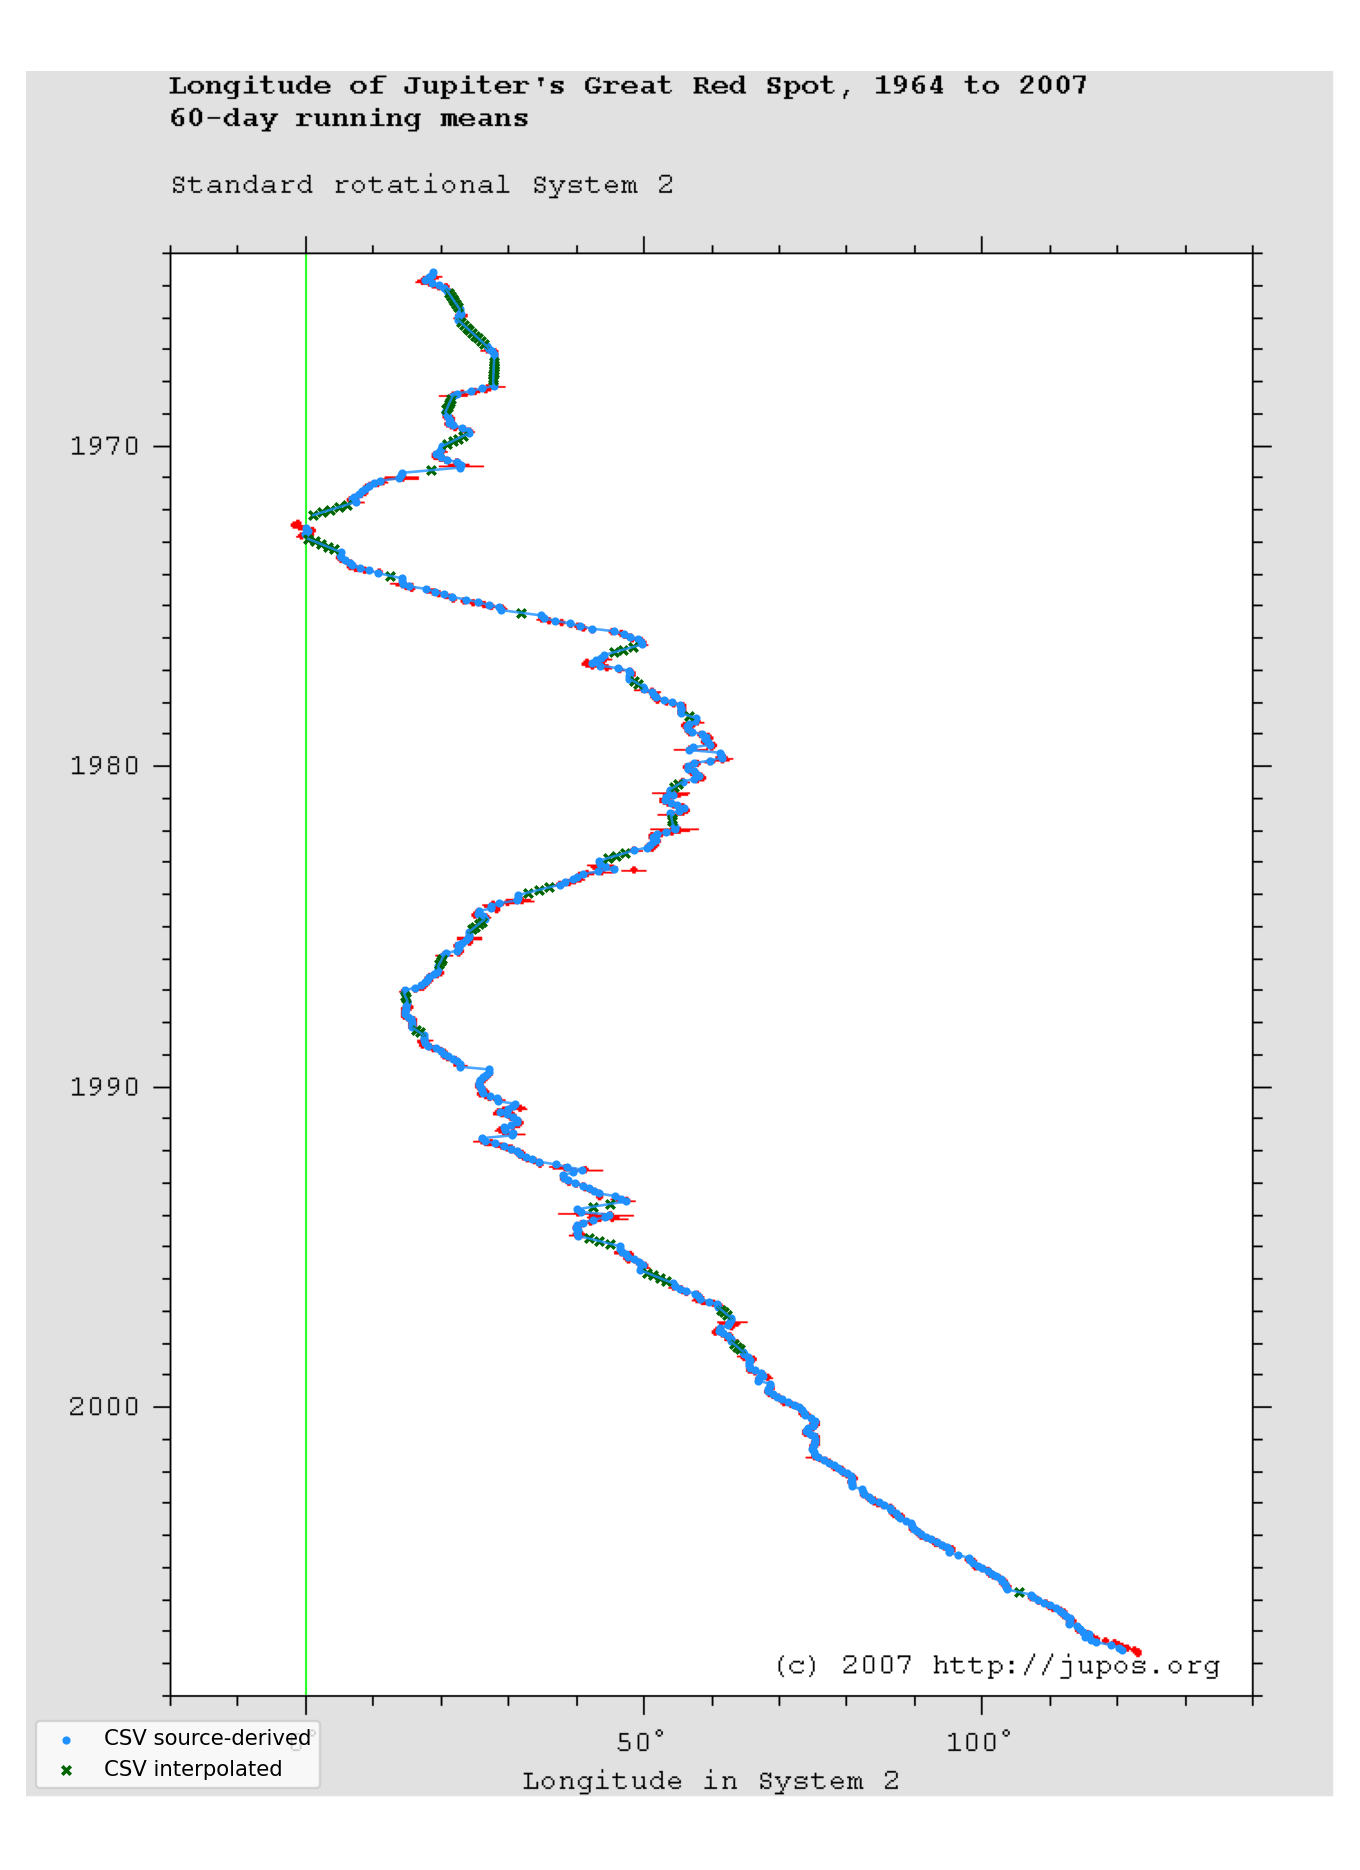 Longitude of Jupiter's Great Red Spot, 1964 to 2007
60-day running means
Standard rotational System 2
1970
1980
1990
2000
(c) 2007 http://jupos.org
50°
100°
CSV source-derived
CSV interpolated
Longitude in System 2